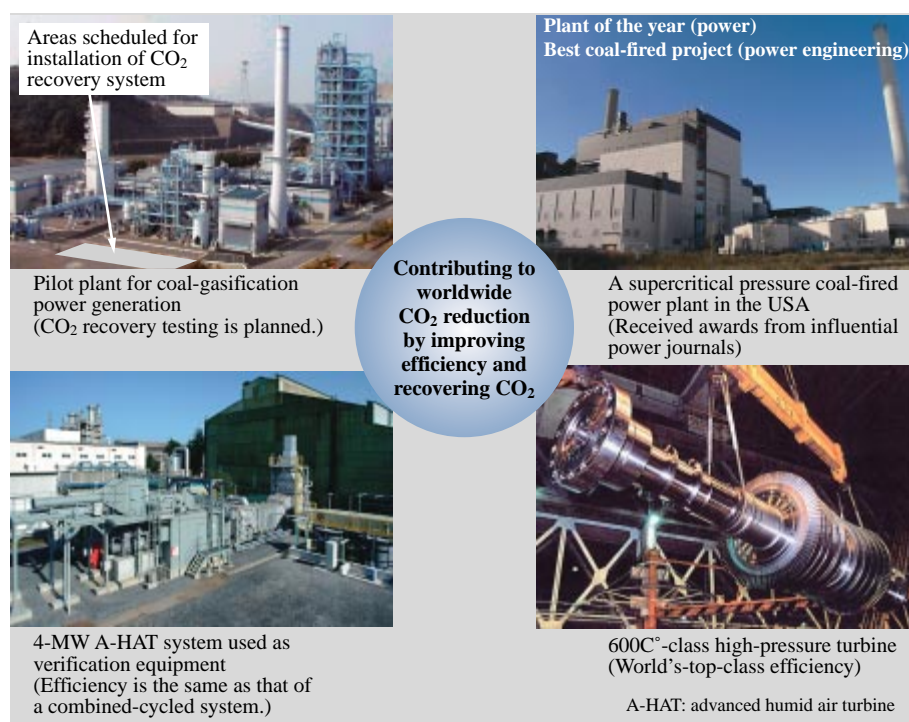 Areas scheduled for
installation of CO₂
recovery system
Plant of the year (power)
Best coal-fired project (power engineering)
Pilot plant for coal-gasification
power generation
(CO₂ recovery testing is planned.)
Contributing to
worldwide
CO₂ reduction
by improving
efficiency and
recovering CO₂
A supercritical pressure coal-fired
power plant in the USA
(Received awards from influential
power journals)
4-MW A-HAT system used as
verification equipment
(Efficiency is the same as that of
a combined-cycled system.)
600C˚-class high-pressure turbine
(World's-top-class efficiency)
A-HAT: advanced humid air turbine